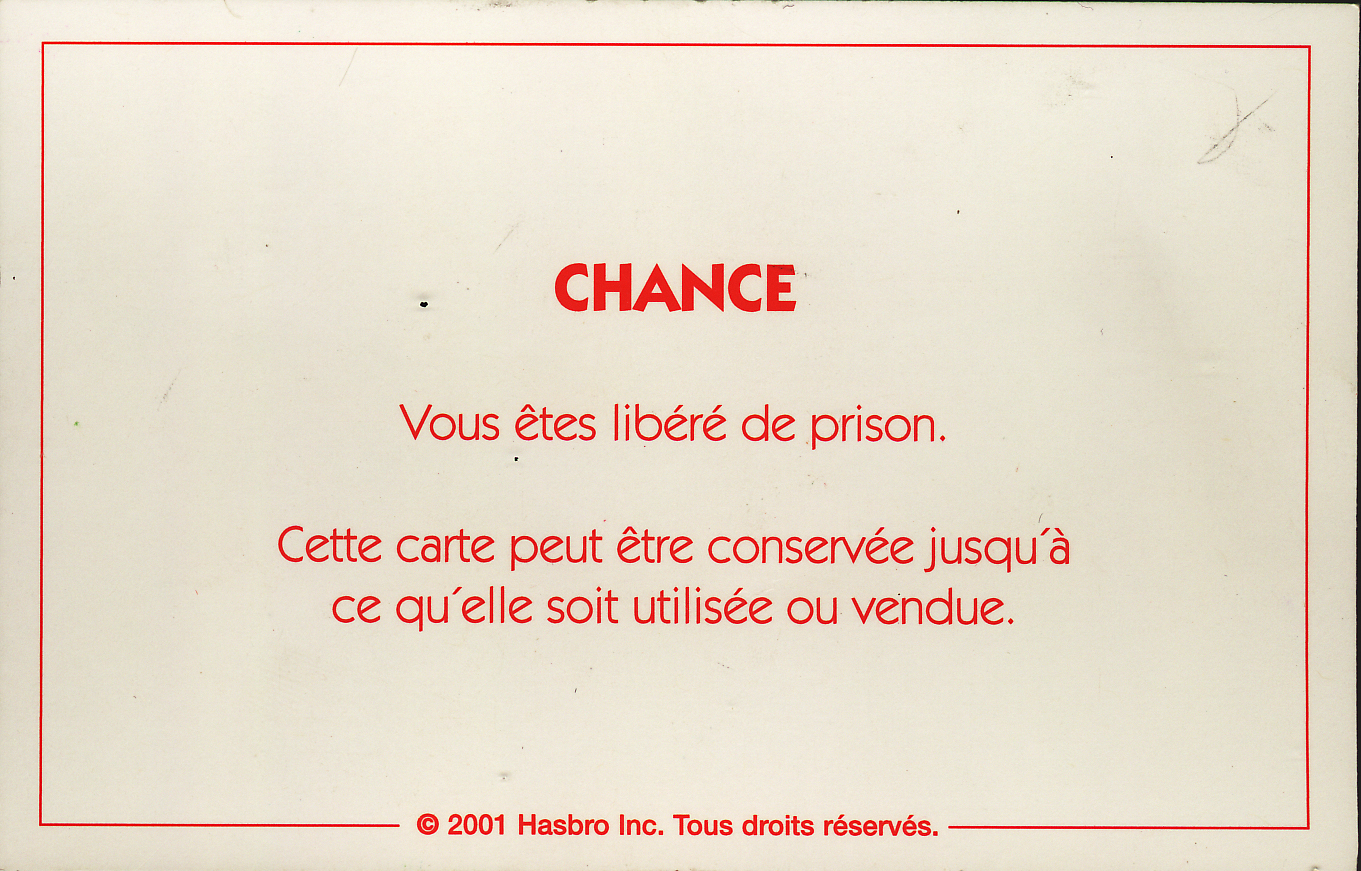 CHANCE
Vous êtes libéré de prison.
Cette carte peut être conservée jusqu´à
ce qu´elle soit utilisée ou vendue.
© 2001 Hasbro Inc. Tous droits réservés.